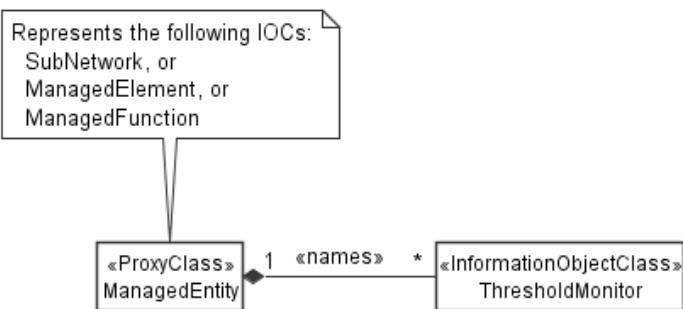 Represents the following IOCs:
SubNetwork, or
ManagedElement, or
ManagedFunction
«ProxyClass»
ManagedEntity
1 «names» *
«InformationObjectClass»
ThresholdMonitor